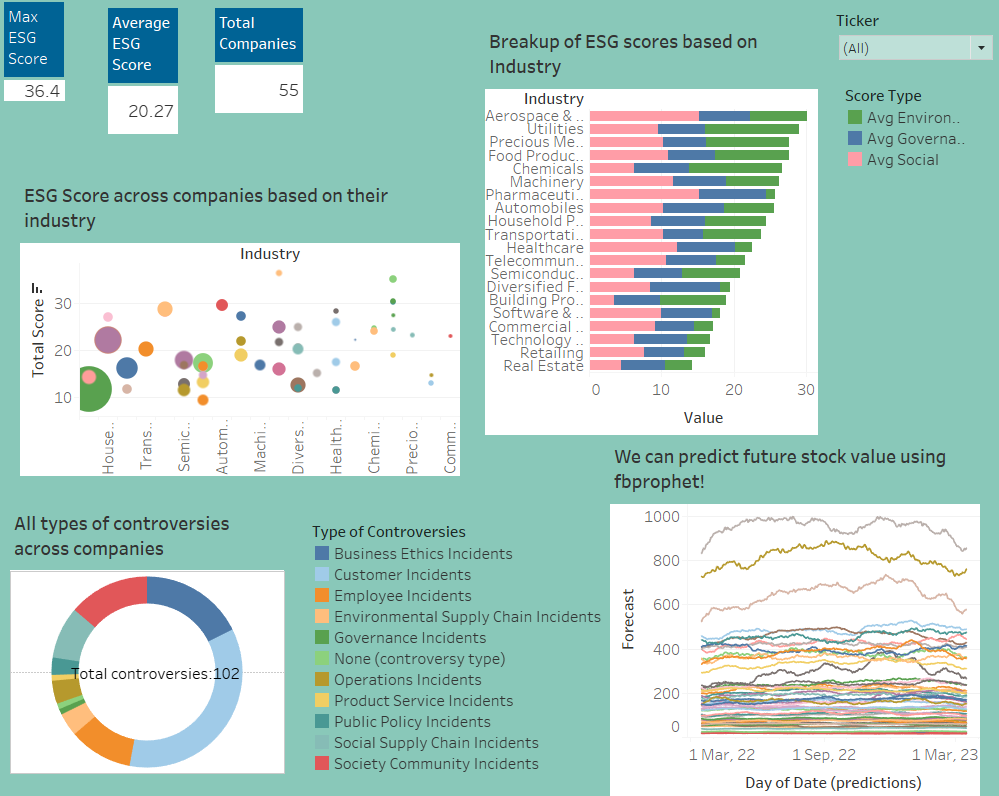 Max
ESG
Score
36.4
Average
ESG
Score
20.27
Total
Companies
55
Breakup of ESG scores based on
Industry
Ticker
(All)
Score Type
Avg Environ..
Avg Governa..
Avg Social
Industry
Aerospace & ..
Utilities
Precious Me..
Food Produc..
Chemicals
Machinery
Pharmaceuti..
Automobiles
Household P..
Transportati..
Healthcare
Telecommun..
Semiconduc..
Diversified F..
Building Pro..
Software & ..
Commercial ..
Technology ..
Retailing
Real Estate
0 10 20 30
Value
ESG Score across companies based on their
industry
Industry
Total Score
30
20
10
House..
Trans..
Semic..
Autom..
Machi..
Divers..
Health..
Chemi..
Precio..
Comm..
All types of controversies
across companies
Total controversies:102
Type of Controversies
Business Ethics Incidents
Customer Incidents
Employee Incidents
Environmental Supply Chain Incidents
Governance Incidents
None (controversy type)
Operations Incidents
Product Service Incidents
Public Policy Incidents
Social Supply Chain Incidents
Society Community Incidents
We can predict future stock value using
fbprophet!
Forecast
1000
800
600
400
200
0
1 Mar, 22 1 Sep, 22 1 Mar, 23
Day of Date (predictions)